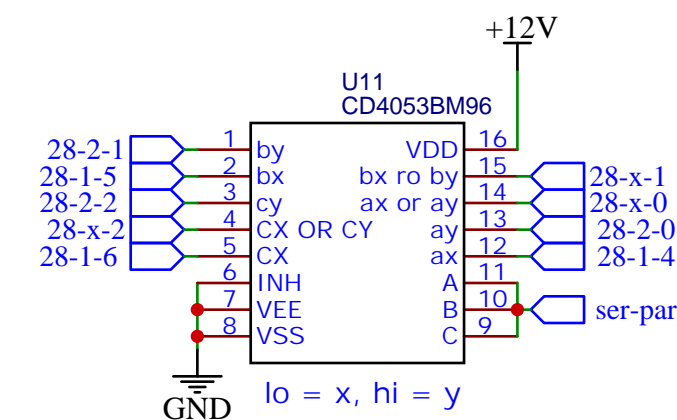 +12V
U11
CD4053BM96
28-2-1 1 by VDD 16
28-1-5 2 bx bx ro by 15 28-x-1
28-2-2 3 cy ax or ay 14 28-x-0
28-x-2 4 CX OR CY ay 13 28-2-0
28-1-6 5 CX ax 12 28-1-4
6 INH A 11
7 VEE B 10 ser-par
8 VSS C 9
GND
lo = x, hi = y